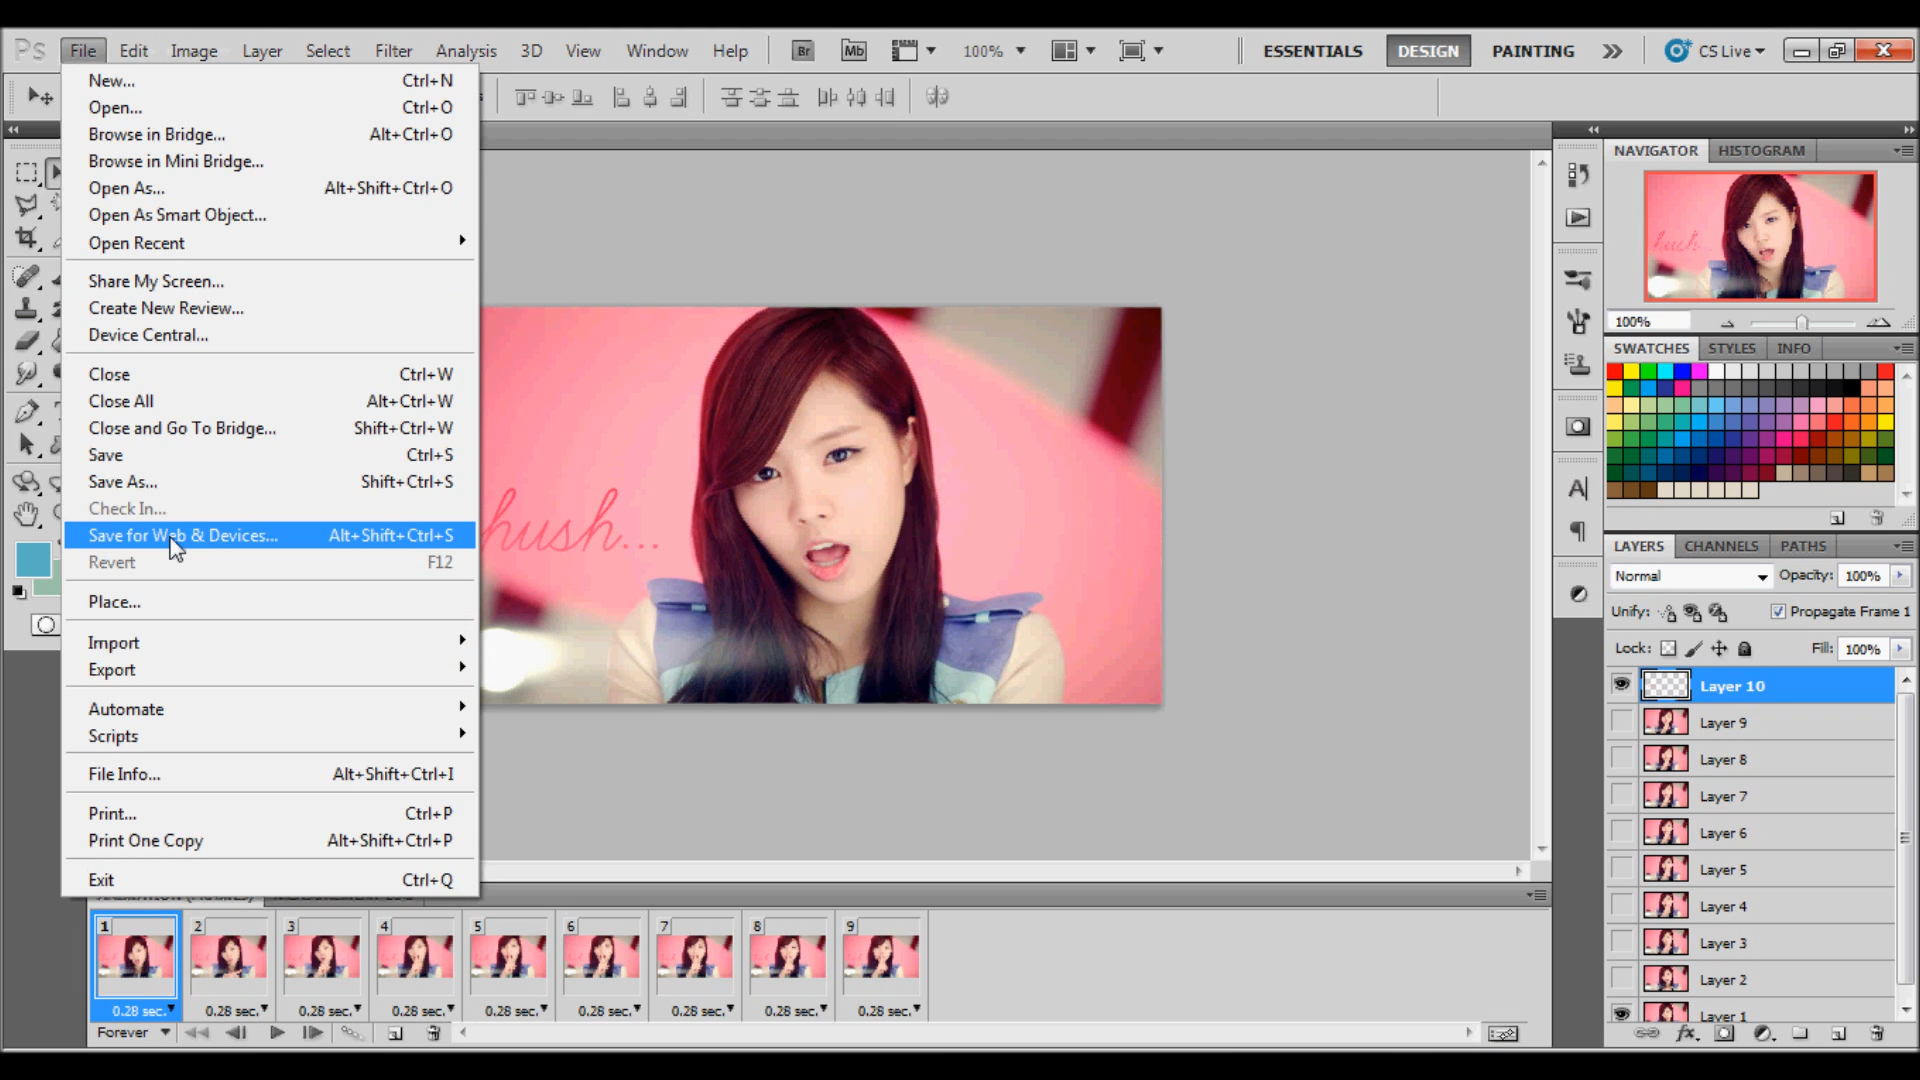 Ps File Edit Image Layer Select Filter Analysis 3D View Window Help Br Mb 100% ESSENTIALS DESIGN PAINTING CS Live
New... Ctrl+N
Open... Ctrl+O
Browse in Bridge... Alt+Ctrl+O
Browse in Mini Bridge...
Open As... Alt+Shift+Ctrl+O
Open As Smart Object...
Open Recent
Share My Screen...
Create New Review...
Device Central...
Close Ctrl+W
Close All Alt+Ctrl+W
Close and Go To Bridge... Shift+Ctrl+W
Save Ctrl+S
Save As... Shift+Ctrl+S
Check In...
Save for Web & Devices... Alt+Shift+Ctrl+S
Revert F12
Place...
Import
Export
Automate
Scripts
File Info... Alt+Shift+Ctrl+I
Print... Ctrl+P
Print One Copy Alt+Shift+Ctrl+P
Exit Ctrl+Q
hush...
NAVIGATOR HISTOGRAM
hush...
100%
SWATCHES STYLES INFO
LAYERS CHANNELS PATHS
Normal Opacity: 100%
Unify: Propagate Frame 1
Lock: Fill: 100%
Layer 10
Layer 9
Layer 8
Layer 7
Layer 6
Layer 5
Layer 4
Layer 3
Layer 2
Layer 1
1 2 3 4 5 6 7 8 9
0.28 sec. 0.28 sec. 0.28 sec. 0.28 sec. 0.28 sec. 0.28 sec. 0.28 sec. 0.28 sec. 0.28 sec.
Forever